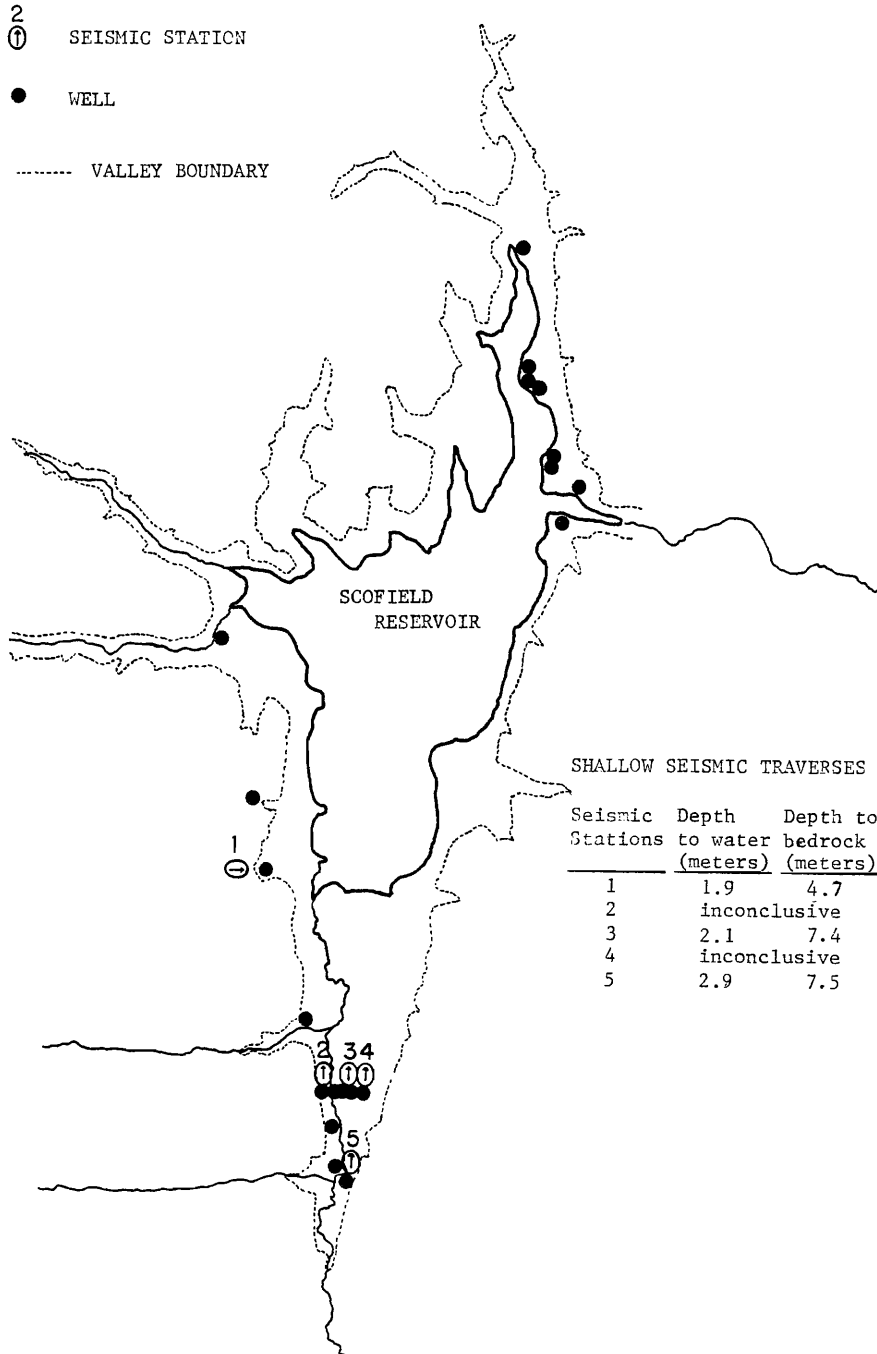 2
SEISMIC STATION
WELL
VALLEY BOUNDARY
SCOFIELD
RESERVOIR
SHALLOW SEISMIC TRAVERSES
Seismic Depth Depth to
Stations to water bedrock
(meters) (meters)
1 1.9 4.7
2 inconclusive
3 2.1 7.4
4 inconclusive
5 2.9 7.5
1
2 3 4
5